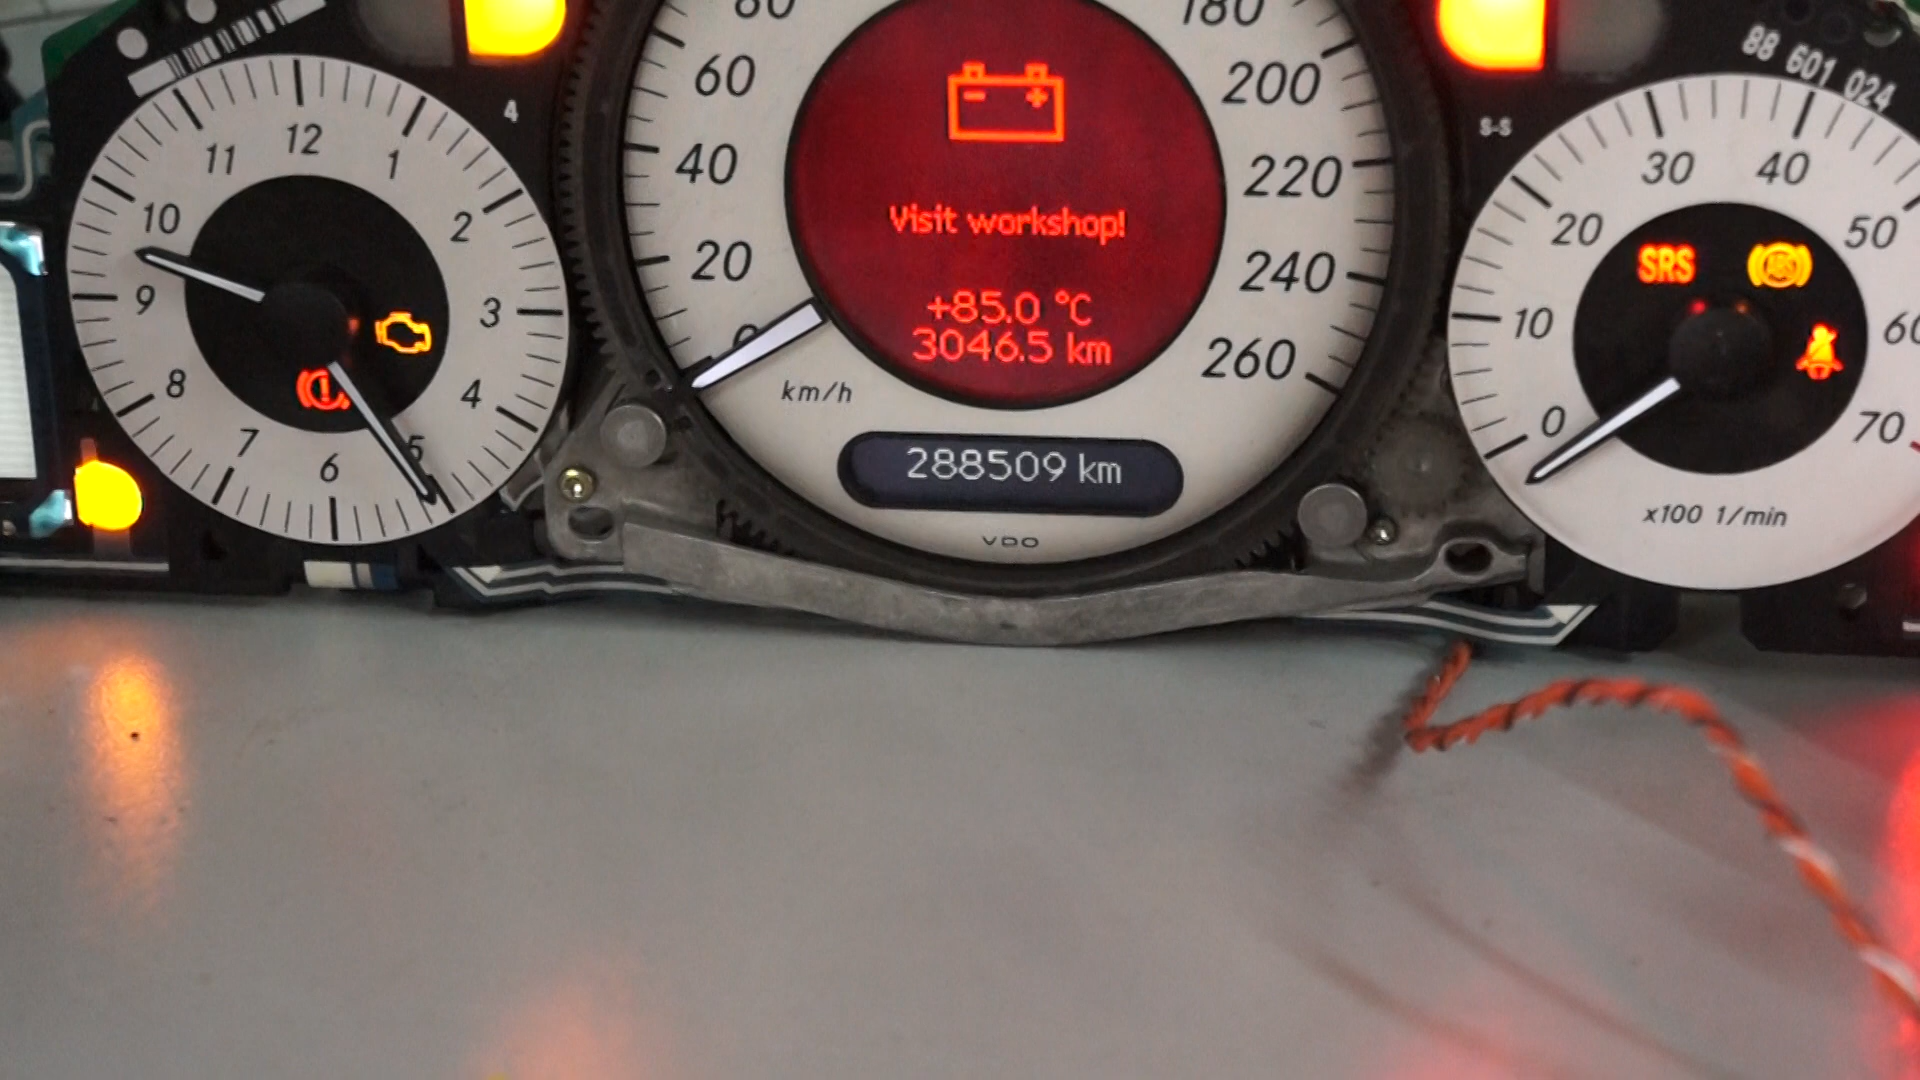 88 601 024
4
S-S
12
11
1
10
2
9
3
8
4
7
5
6
60
180
200
40
220
20
240
0
260
Visit workshop!
+85.0 °C
3046.5 km
km/h
288509 km
VDO
30
40
20
50
SRS
ABS
10
60
0
70
x100 1/min